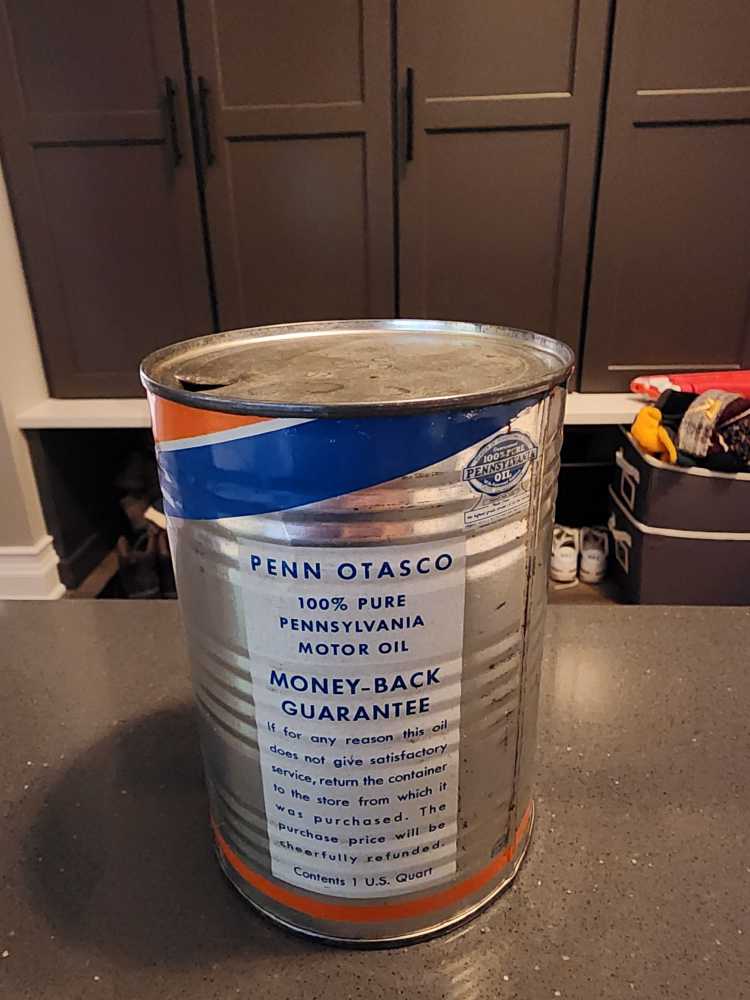 100% PURE
PENNSYLVANIA
OIL
PENN OTASCO
100% PURE
PENNSYLVANIA
MOTOR OIL
MONEY-BACK
GUARANTEE
If for any reason this oil
does not give satisfactory
service, return the container
to the store from which it
was purchased. The
purchase price will be
cheerfully refunded.
Contents 1 U.S. Quart